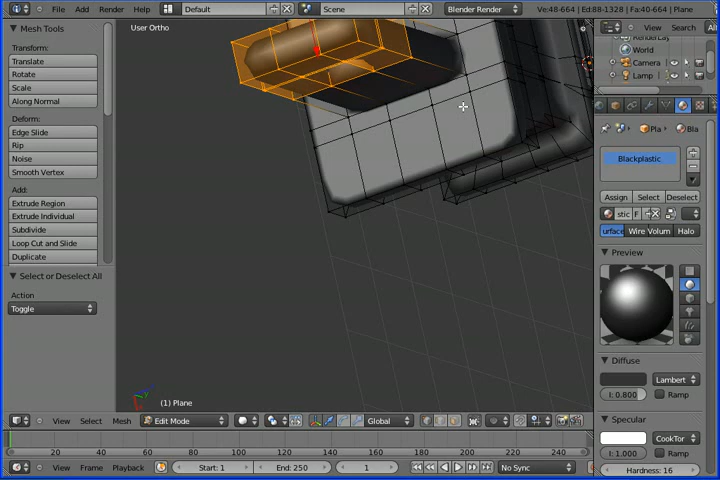 File Add Render Help Default Scene Blender Render Ve:48-664 | Ed:88-1328 | Fa:40-664 |
Mesh Tools
Transform:
Translate
Rotate
Scale
Along Normal
Deform:
Edge Slide
Rip
Noise
Smooth Vertex
Add:
Extrude Region
Extrude Individual
Subdivide
Loop Cut and Slide
Duplicate
Select or Deselect All
Action
Toggle
User Ortho
(1) Plane
View Search All
World
Camera
Lamp
Pla Bla
Blackplastic
Assign Select Deselect
stic F
urface Wire Volum Halo
Preview
Diffuse
Lambert
I: 0.800 Ramp
Specular
CookTor
I: 1.000 Ramp
Hardness: 16
View Select Mesh Edit Mode Global
20 40 60 80 100 120 140 160 180 200 220 240
View Frame Playback Start: 1 End: 250 1 No Sync